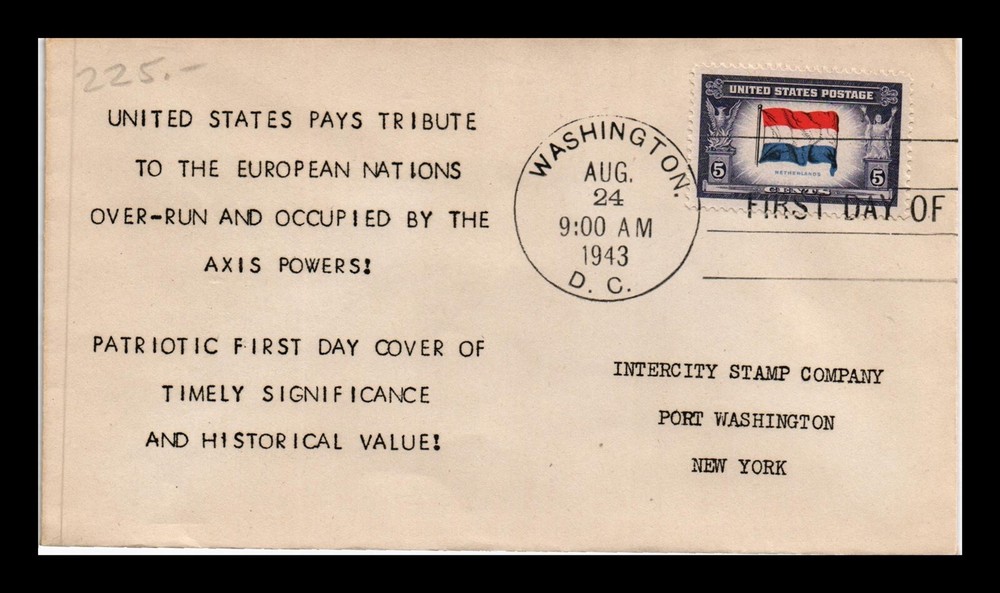 225.-
UNITED STATES PAYS TRIBUTE
TO THE EUROPEAN NATIONS
OVER-RUN AND OCCUPIED BY THE
AXIS POWERS!
PATRIOTIC FIRST DAY COVER OF
TIMELY SIGNIFICANCE
AND HISTORICAL VALUE!
WASHINGTON.
AUG.
24
9:00 AM
1943
D. C.
UNITED STATES POSTAGE
NETHERLANDS
5 5
CENTS
FIRST DAY OF
INTERCITY STAMP COMPANY
PORT WASHINGTON
NEW YORK